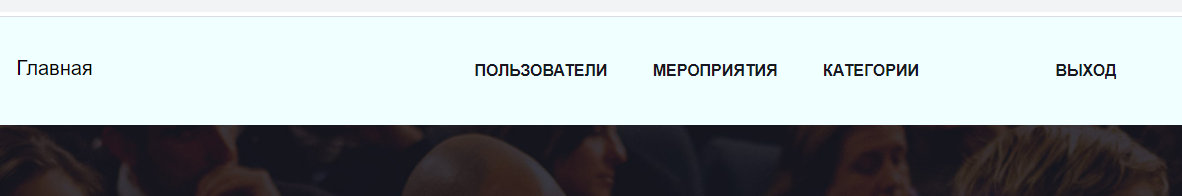 Главная ПОЛЬЗОВАТЕЛИ МЕРОПРИЯТИЯ КАТЕГОРИИ ВЫХОД